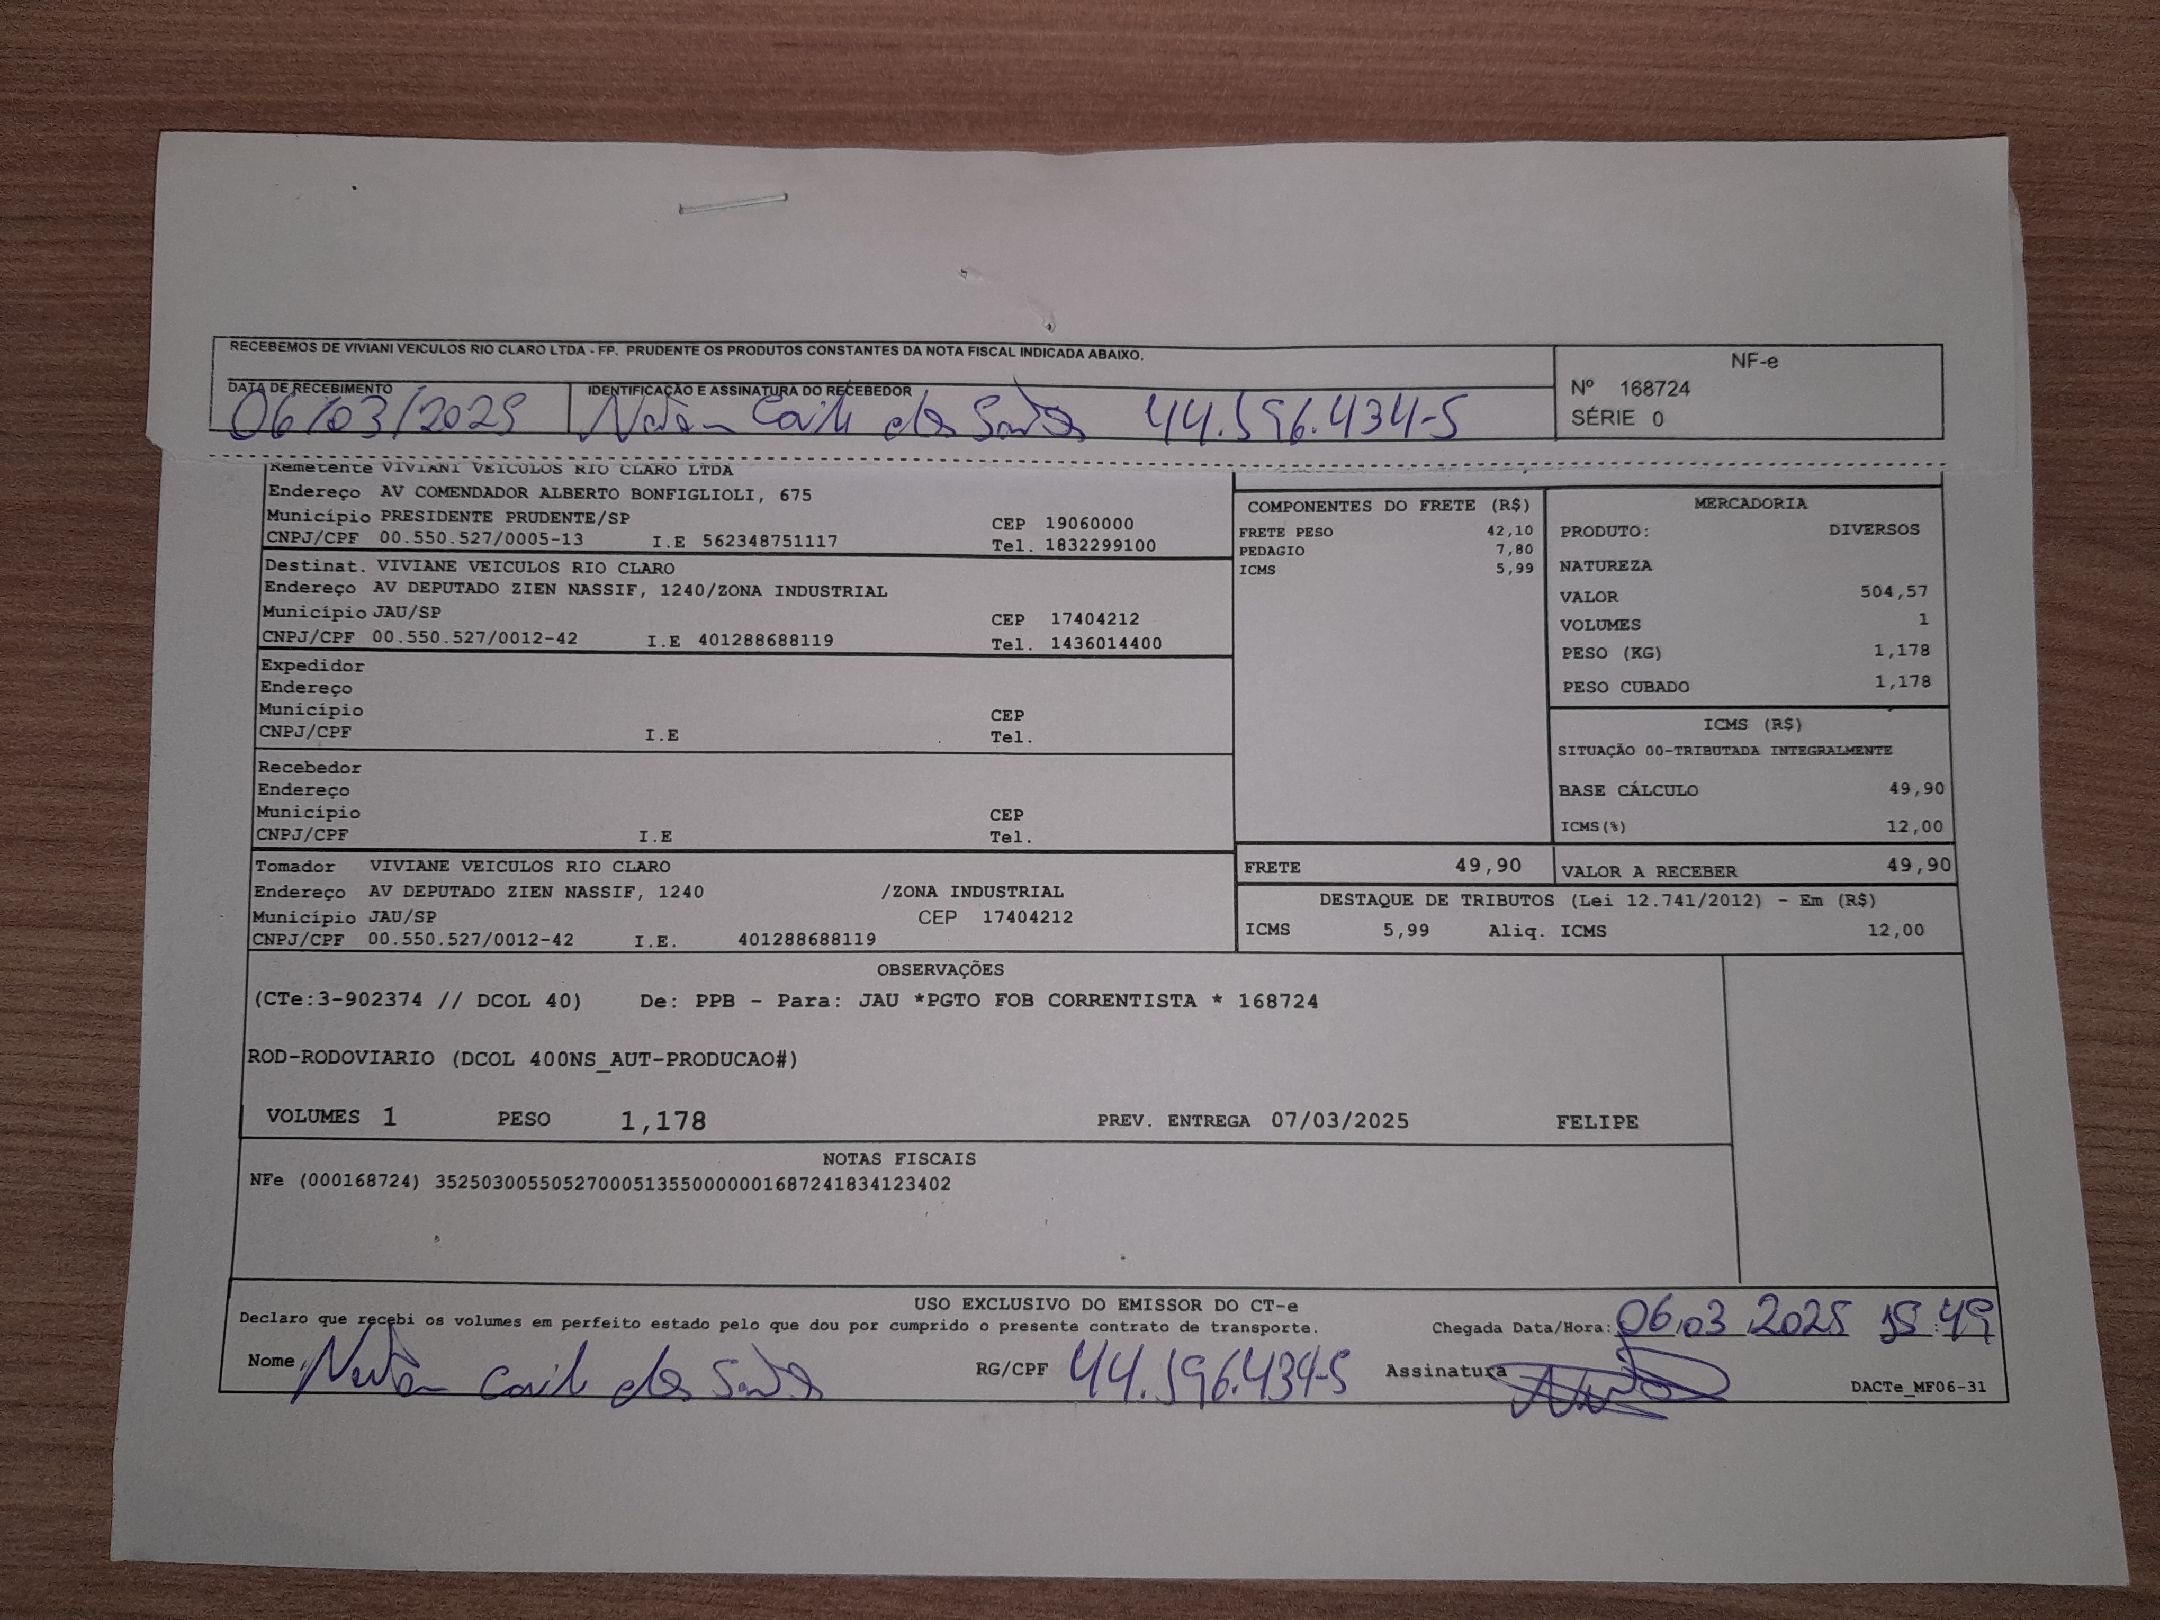 RECEBEMOS DE VIVIANI VEICULOS RIO CLARO LTDA - FP. PRUDENTE OS PRODUTOS CONSTANTES DA NOTA FISCAL INDICADA ABAIXO.
NF-e
Nº 168724
SÉRIE 0
DATA DE RECEBIMENTO
06/03/2025
IDENTIFICAÇÃO E ASSINATURA DO RECEBEDOR
dos Santos 44.596.434-5
Remetente VIVIANI VEICULOS RIO CLARO LTDA
Endereço AV COMENDADOR ALBERTO BONFIGLIOLI, 675
Município PRESIDENTE PRUDENTE/SP CEP 19060000
CNPJ/CPF 00.550.527/0005-13 I.E 562348751117 Tel. 1832299100
Destinat. VIVIANE VEICULOS RIO CLARO
Endereço AV DEPUTADO ZIEN NASSIF, 1240/ZONA INDUSTRIAL
Município JAU/SP CEP 17404212
CNPJ/CPF 00.550.527/0012-42 I.E 401288688119 Tel. 1436014400
Expedidor
Endereço
Município CEP
CNPJ/CPF I.E Tel.
Recebedor
Endereço
Município CEP
CNPJ/CPF I.E Tel.
Tomador VIVIANE VEICULOS RIO CLARO
Endereço AV DEPUTADO ZIEN NASSIF, 1240 /ZONA INDUSTRIAL
Município JAU/SP CEP 17404212
CNPJ/CPF 00.550.527/0012-42 I.E. 401288688119
COMPONENTES DO FRETE (R$)
FRETE PESO 42,10
PEDAGIO 7,80
ICMS 5,99
MERCADORIA
PRODUTO: DIVERSOS
NATUREZA
VALOR 504,57
VOLUMES 1
PESO (KG) 1,178
PESO CUBADO 1,178
ICMS (R$)
SITUAÇÃO 00-TRIBUTADA INTEGRALMENTE
BASE CÁLCULO 49,90
ICMS(%) 12,00
FRETE 49,90 VALOR A RECEBER 49,90
DESTAQUE DE TRIBUTOS (Lei 12.741/2012) - Em (R$)
ICMS 5,99 Aliq. ICMS 12,00
OBSERVAÇÕES
(CTe:3-902374 // DCOL 40) De: PPB - Para: JAU *PGTO FOB CORRENTISTA * 168724
ROD-RODOVIARIO (DCOL 400NS_AUT-PRODUCAO#)
VOLUMES 1 PESO 1,178 PREV. ENTREGA 07/03/2025 FELIPE
NOTAS FISCAIS
NFe (000168724) 35250300550527000513550000001687241834123402
USO EXCLUSIVO DO EMISSOR DO CT-e
Declaro que recebi os volumes em perfeito estado pelo que dou por cumprido o presente contrato de transporte. Chegada Data/Hora: 06/03/2025 15:49
Nome dos Santos RG/CPF 44.596.434-5 Assinatura
DACTe_MF06-31